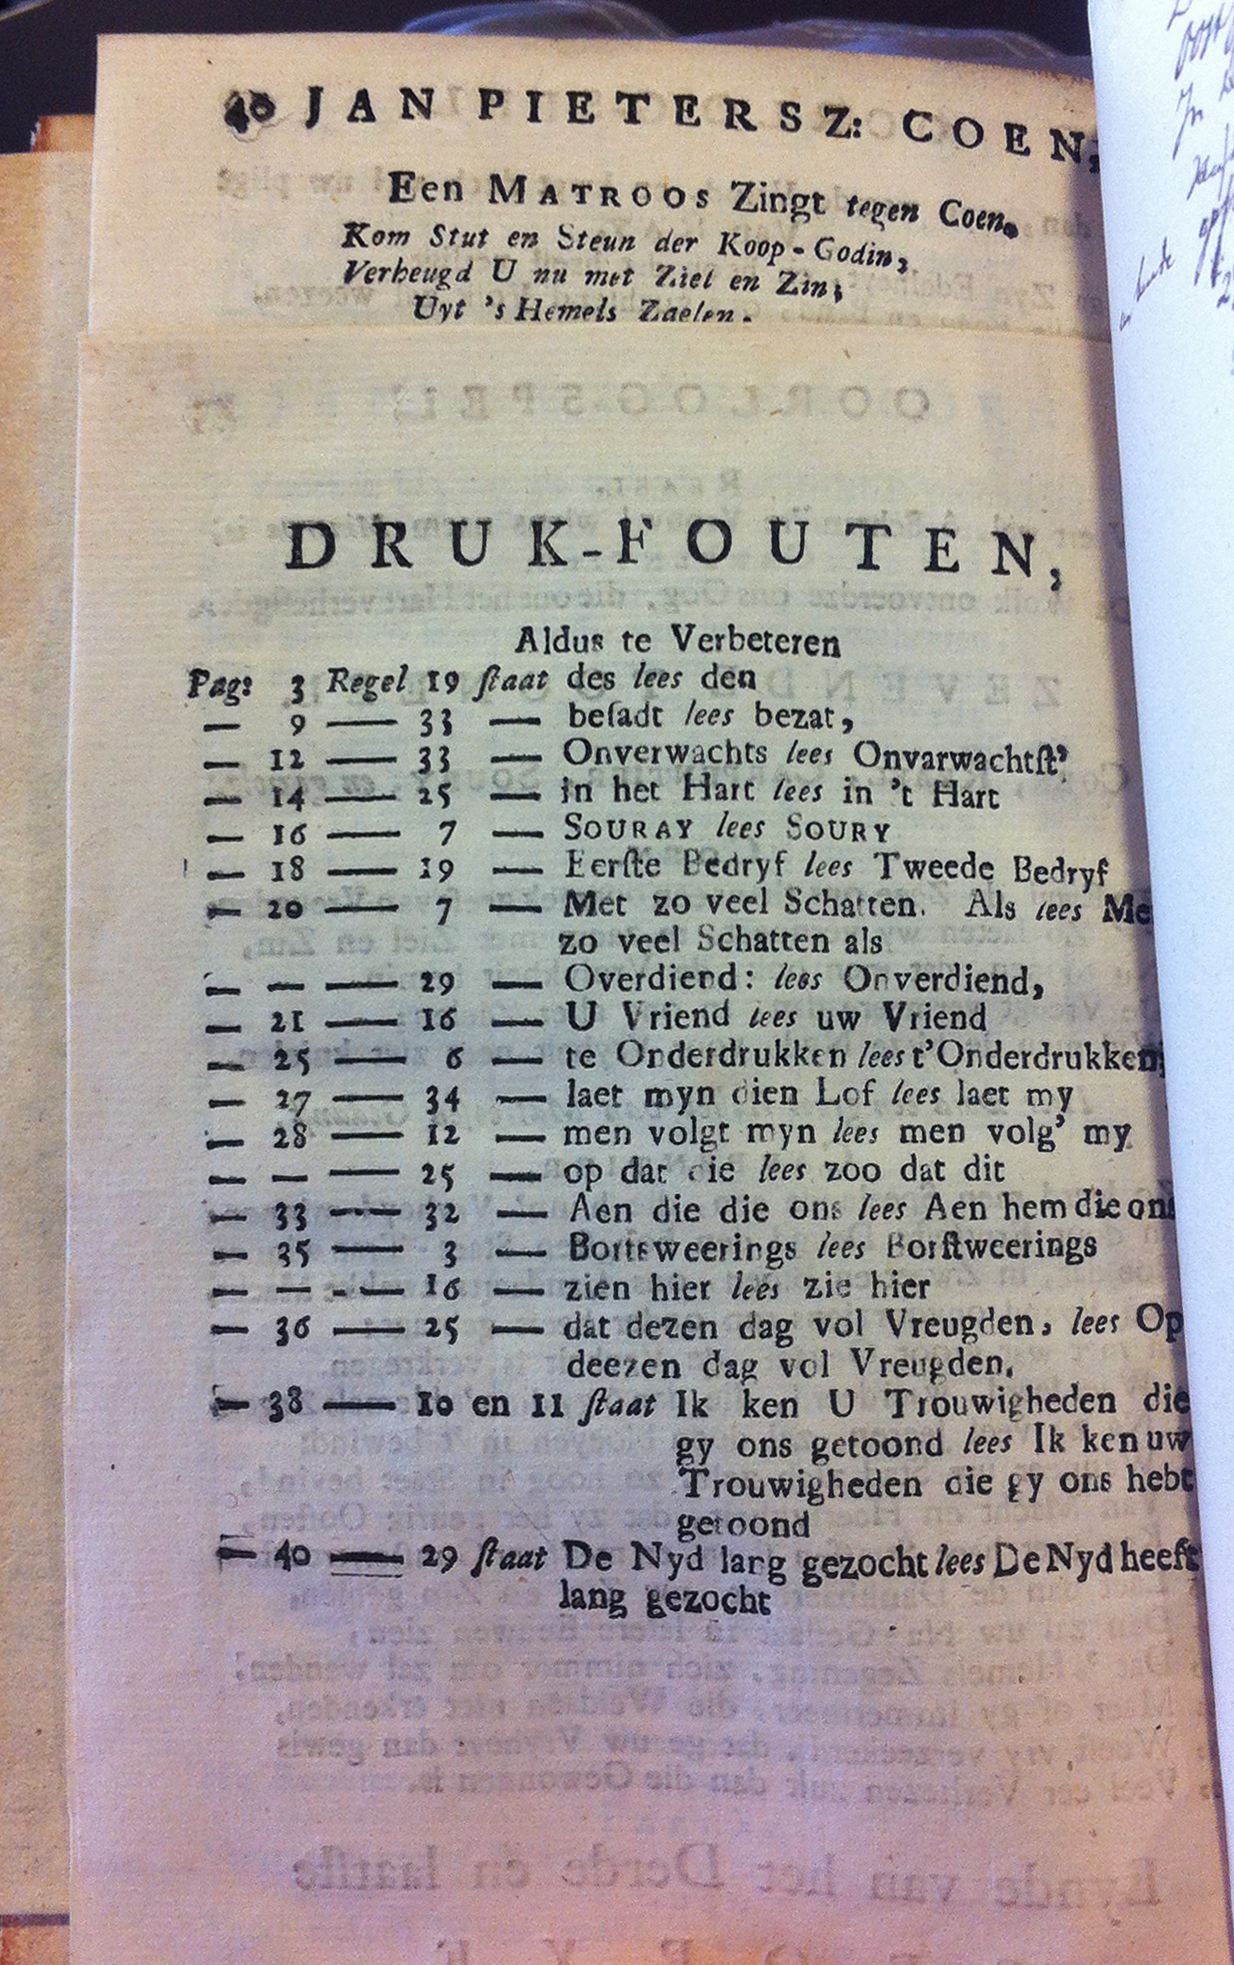 40 JAN PIETERSZ: COEN,
Een MATROOS Zingt tegen Coen.
Kom Stut en Steun der Koop-Godin,
Verheugd U nu met Ziel en Zin;
Uyt 's Hemels Zaelen.
DRUK-FOUTEN,
Aldus te Verbeteren
Pag: 3 Regel 19 ſtaat des lees den
— 9 — 33 — beſadt lees bezat,
— 12 — 33 — Onverwachts lees Onvarwachtſt'
— 14 — 25 — in het Hart lees in 't Hart
— 16 — 7 — SOURAY lees SOURY
— 18 — 19 — Eerſte Bedryf lees Tweede Bedryf
— 20 — 7 — Met zo veel Schatten. Als lees Me
zo veel Schatten als
— — — 29 — Overdiend: lees Onverdiend,
— 21 — 16 — U Vriend lees uw Vriend
— 25 — 6 — te Onderdrukken lees t'Onderdrukken,
— 27 — 34 — laet myn dien Lof lees laet my
— 28 — 12 — men volgt myn lees men volg' my
— — — 25 — op dat die lees zoo dat dit
— 33 — 32 — Aen die die ons lees Aen hem die ons
— 35 — 3 — Bortsweerings lees Borſtweerings
— — — 16 — zien hier lees zie hier
— 36 — 25 — dat dezen dag vol Vreugden, lees Op
deezen dag vol Vreugden.
— 38 — 10 en 11 ſtaat Ik ken U Trouwigheden die
gy ons getoond lees Ik ken uw
Trouwigheden die gy ons hebt
getoond
— 40 — 29 ſtaat De Nyd lang gezocht lees De Nyd heeft
lang gezocht